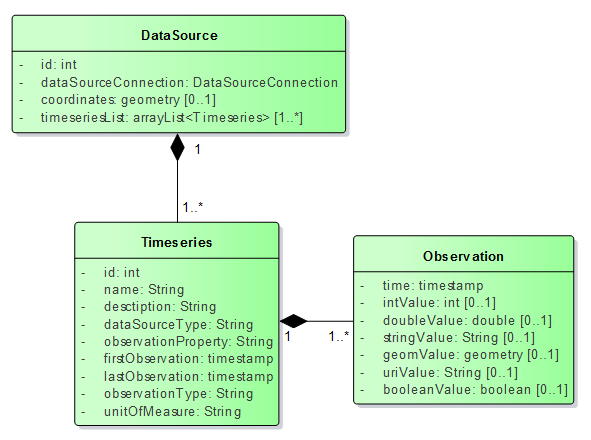 DataSource
- id: int
- dataSourceConnection: DataSourceConnection
- coordinates: geometry [0..1]
- timeseriesList: arrayList<Timeseries> [1..*]
1
1..*
Timeseries
- id: int
- name: String
- desctiption: String
- dataSourceType: String
- observationProperty: String
- firstObservation: timestamp
- lastObservation: timestamp
- observationType: String
- unitOfMeasure: String
1
1..*
Observation
- time: timestamp
- intValue: int [0..1]
- doubleValue: double [0..1]
- stringValue: String [0..1]
- geomValue: geometry [0..1]
- uriValue: String [0..1]
- booleanValue: boolean [0..1]